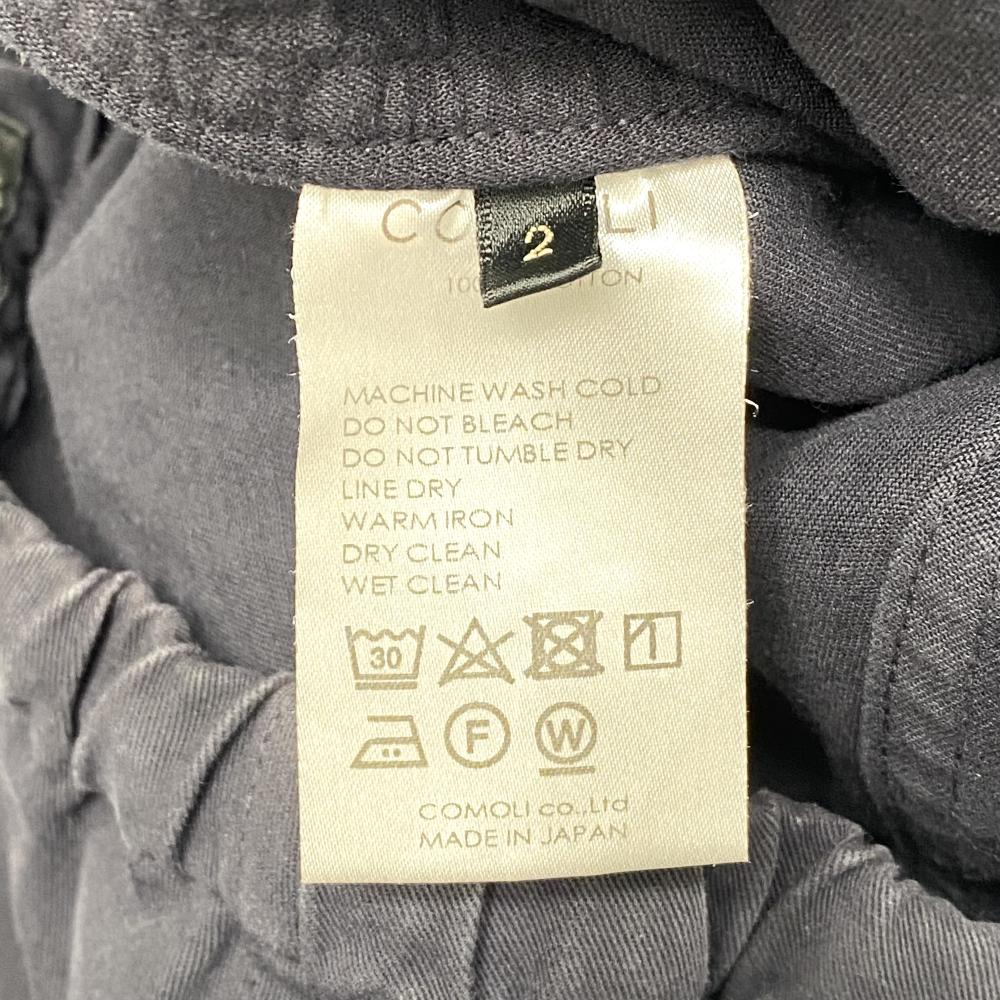 2
MACHINE WASH COLD
DO NOT BLEACH
DO NOT TUMBLE DRY
LINE DRY
WARM IRON
DRY CLEAN
WET CLEAN
30
F
W
COMOLI co.,Ltd
MADE IN JAPAN